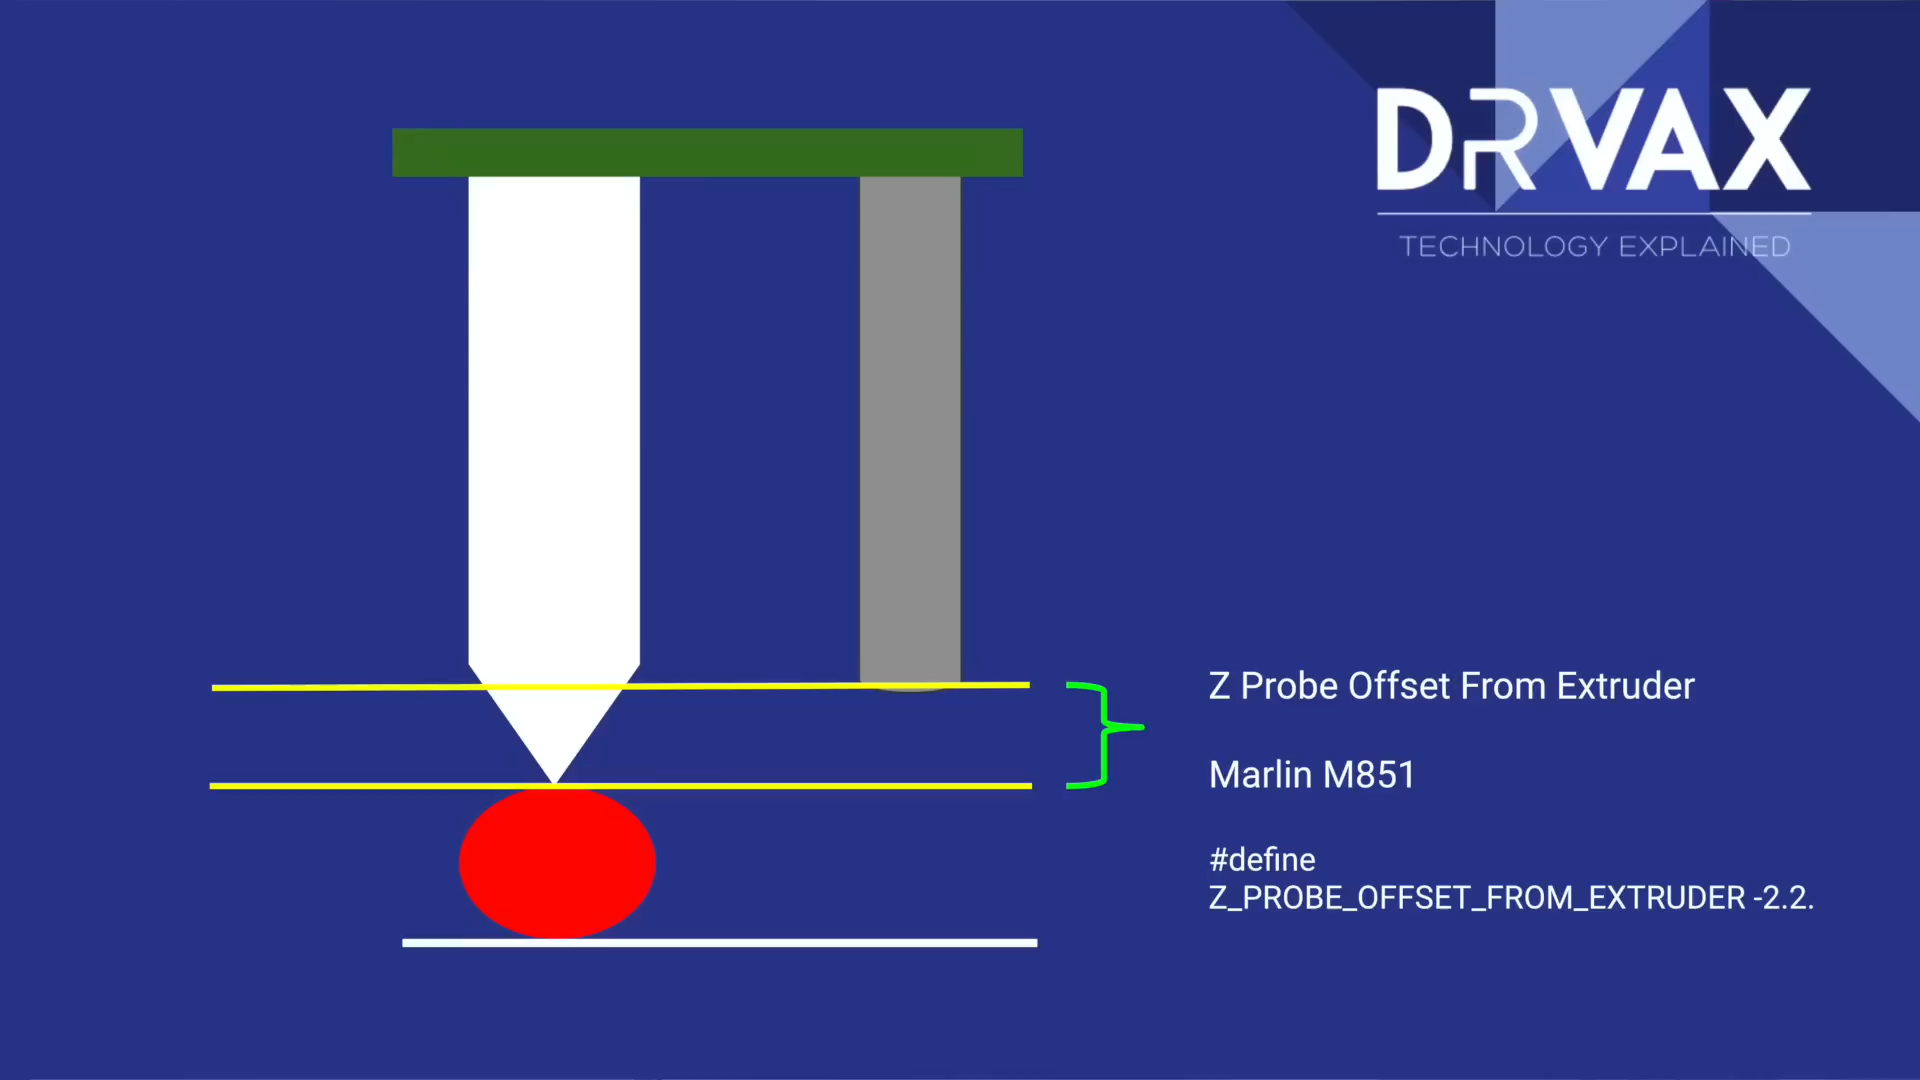 DRVAX
TECHNOLOGY EXPLAINED
Z Probe Offset From Extruder
Marlin M851
#define
Z_PROBE_OFFSET_FROM_EXTRUDER -2.2.